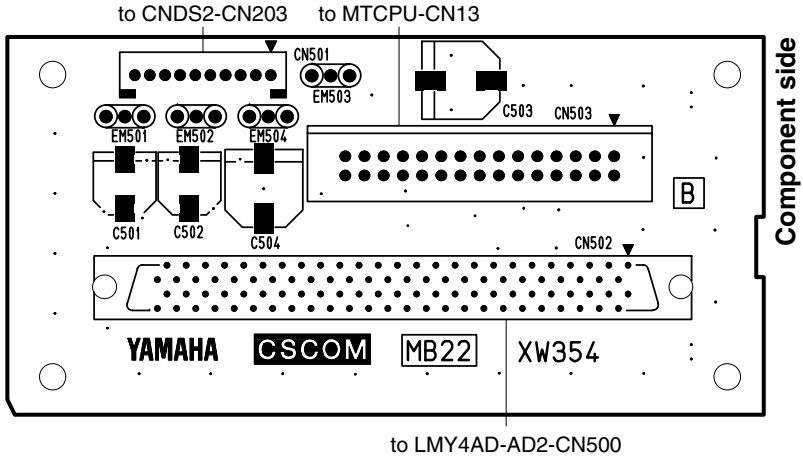 to CNDS2-CN203
to MTCPU-CN13
CN501
EM503
C503
CN503
EM501
EM502
EM504
B
C501
C502
C504
CN502
YAMAHA
CSCOM
MB22
XW354
Component side
to LMY4AD-AD2-CN500